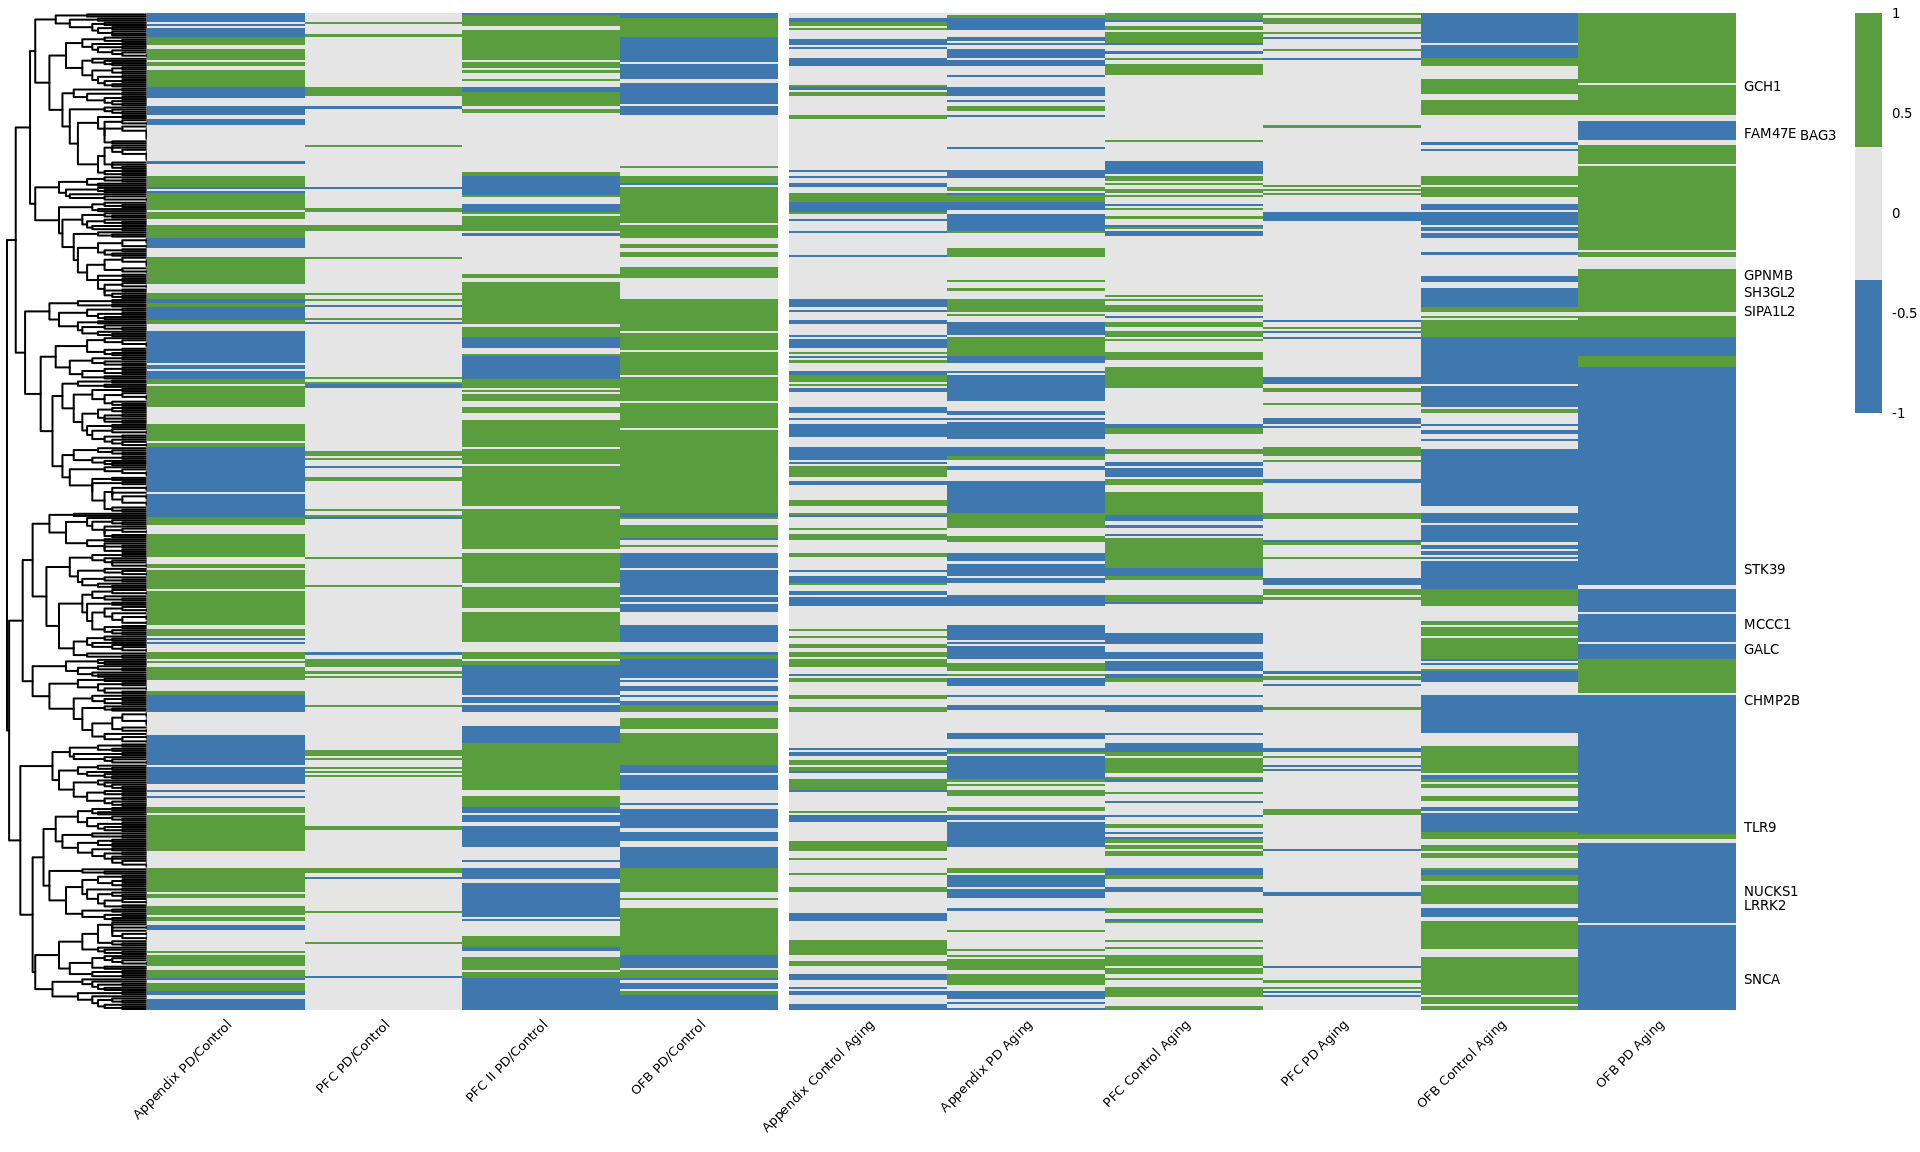 1
GCH1
0.5
FAM47E BAG3
0
GPNMB
SH3GL2
SIPA1L2
-0.5
-1
STK39
MCCC1
GALC
CHMP2B
TLR9
NUCKS1
LRRK2
SNCA
Appendix PD/Control
PFC PD/Control
PFC II PD/Control
OFB PD/Control
Appendix Control Aging
Appendix PD Aging
PFC Control Aging
PFC PD Aging
OFB Control Aging
OFB PD Aging